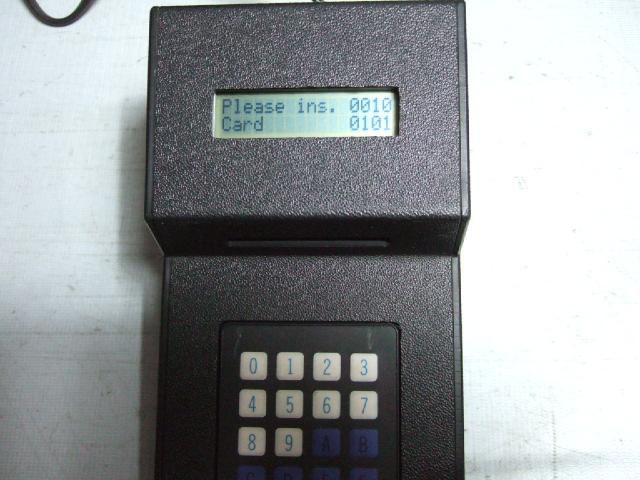 Please ins. 0010
Card 0101
0 1 2 3
4 5 6 7
8 9 A B